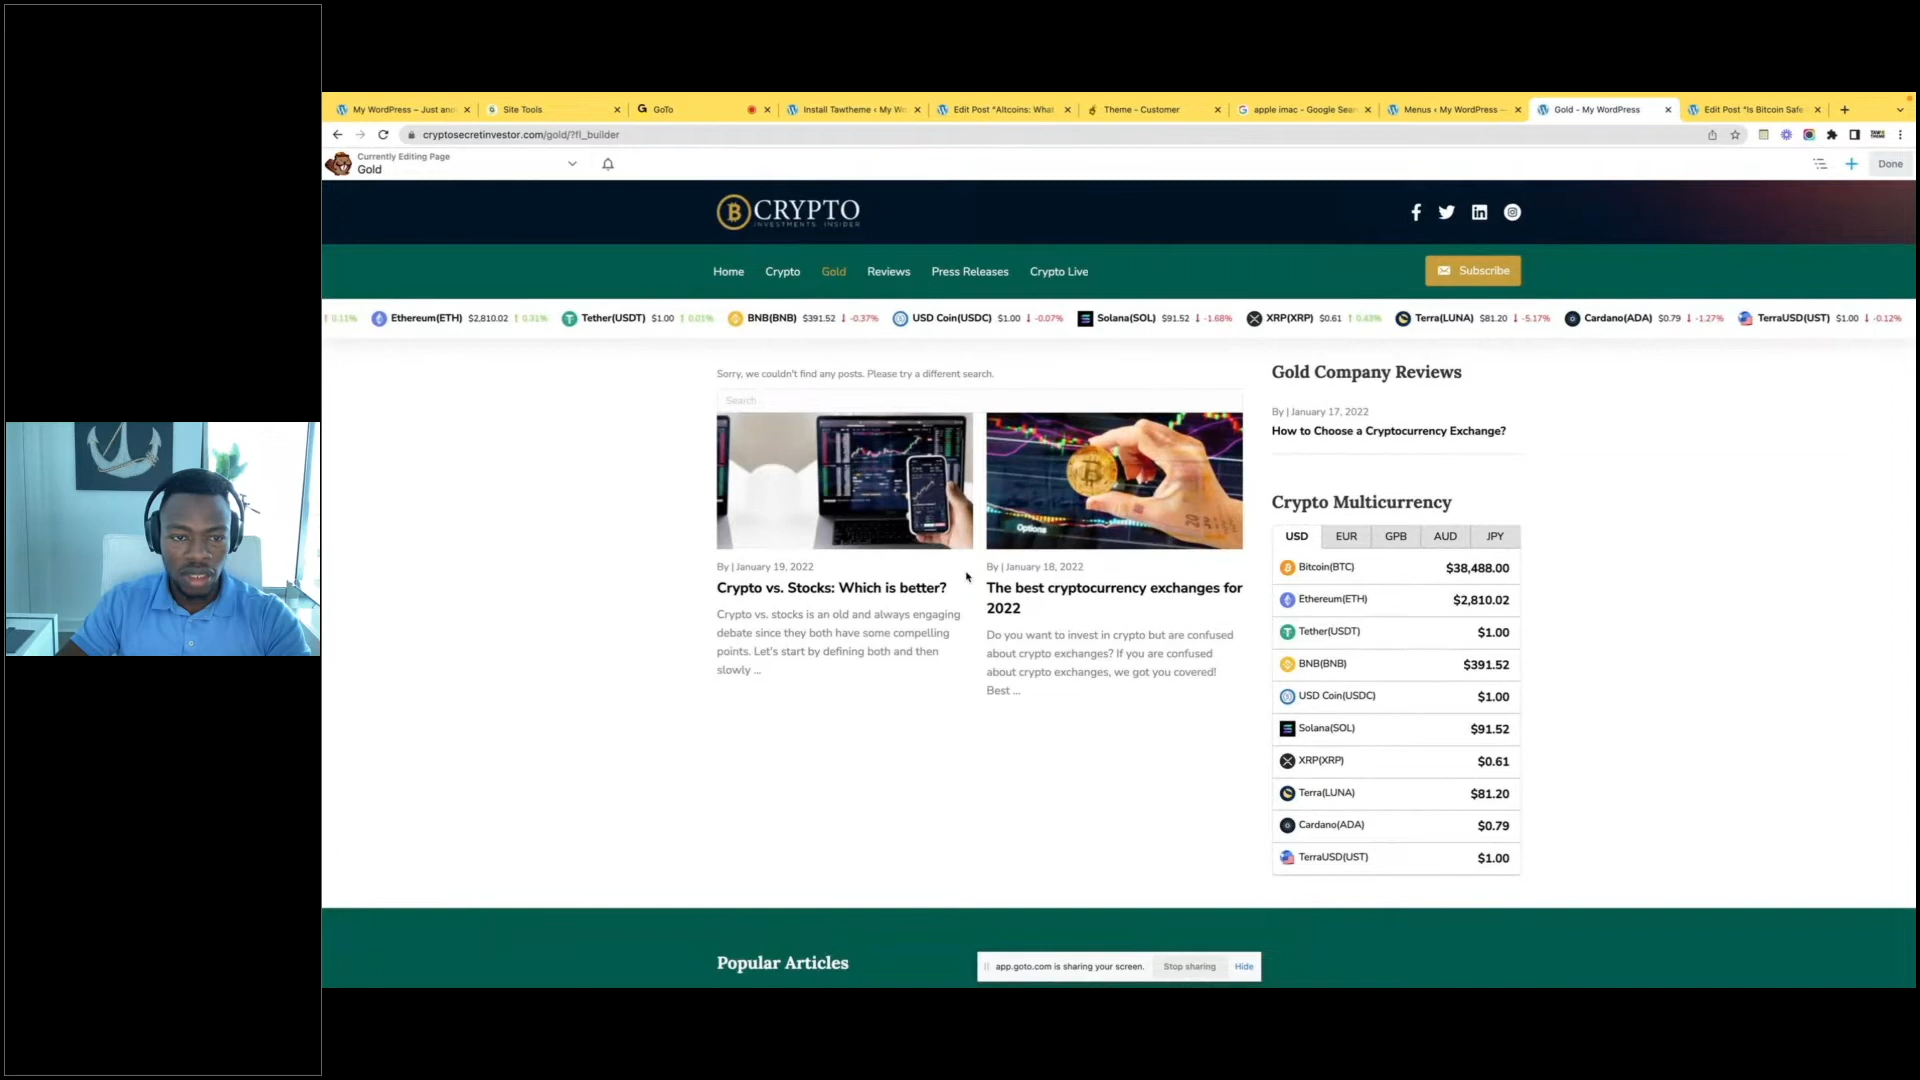 My WordPress – Just ano
Site Tools
GoTo
Install Tawtheme ‹ My Wo
Edit Post "Altcoins: What
Theme - Customer
apple imac - Google Sear
Menus ‹ My WordPress —
Gold - My WordPress
Edit Post "Is Bitcoin Safe
cryptosecretinvestor.com/gold/?fl_builder
Currently Editing Page
Gold
Done
CRYPTO
INVESTMENTS INSIDER
Home
Crypto
Gold
Reviews
Press Releases
Crypto Live
Subscribe
↑ 0.11%
Ethereum(ETH) $2,810.02 ↑ 0.31%
Tether(USDT) $1.00 ↑ 0.01%
BNB(BNB) $391.52 ↓ -0.37%
USD Coin(USDC) $1.00 ↓ -0.07%
Solana(SOL) $91.52 ↓ -1.68%
XRP(XRP) $0.61 ↑ 0.43%
Terra(LUNA) $81.20 ↓ -5.17%
Cardano(ADA) $0.79 ↓ -1.27%
TerraUSD(UST) $1.00 ↓ -0.12%
Sorry, we couldn't find any posts. Please try a different search.
Search
Options
By | January 19, 2022
Crypto vs. Stocks: Which is better?
Crypto vs. stocks is an old and always engaging
debate since they both have some compelling
points. Let's start by defining both and then
slowly ...
By | January 18, 2022
The best cryptocurrency exchanges for
2022
Do you want to invest in crypto but are confused
about crypto exchanges? If you are confused
about crypto exchanges, we got you covered!
Best ...
Gold Company Reviews
By | January 17, 2022
How to Choose a Cryptocurrency Exchange?
Crypto Multicurrency
USD EUR GPB AUD JPY
Bitcoin(BTC) $38,488.00
Ethereum(ETH) $2,810.02
Tether(USDT) $1.00
BNB(BNB) $391.52
USD Coin(USDC) $1.00
Solana(SOL) $91.52
XRP(XRP) $0.61
Terra(LUNA) $81.20
Cardano(ADA) $0.79
TerraUSD(UST) $1.00
Popular Articles
app.goto.com is sharing your screen.
Stop sharing
Hide